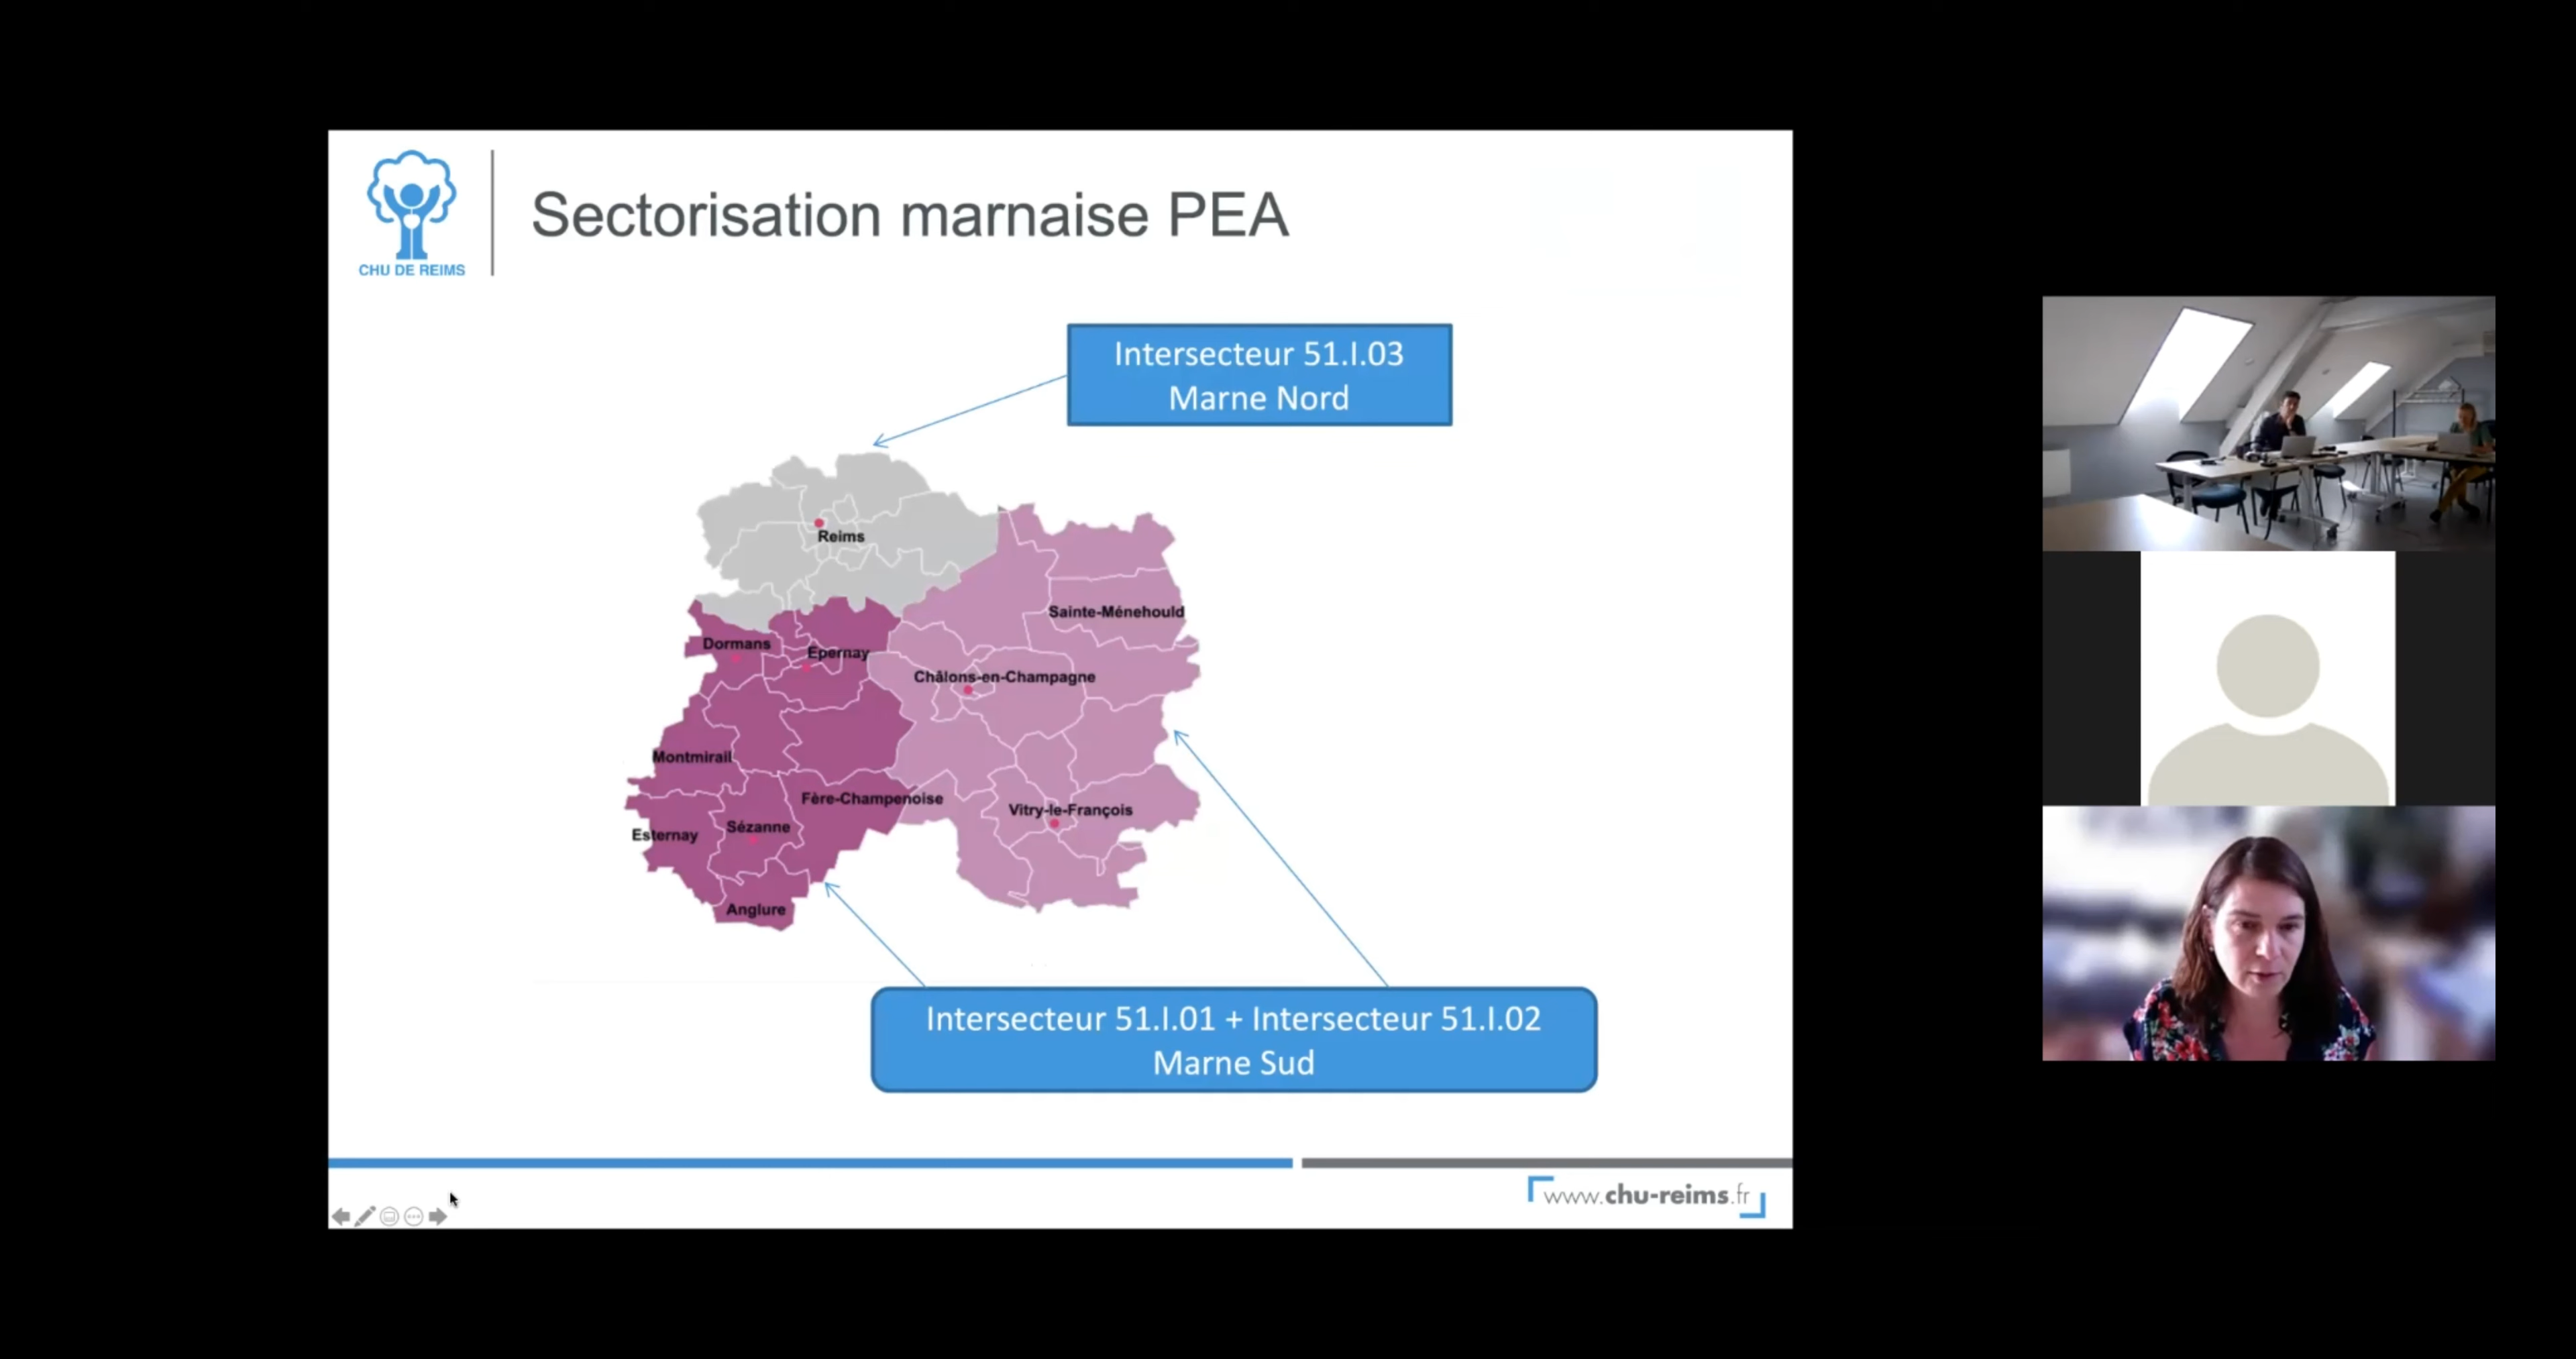 CHU DE REIMS
Sectorisation marnaise PEA
Intersecteur 51.I.03
Marne Nord
Reims
Sainte-Ménehould
Dormans
Epernay
Châlons-en-Champagne
Montmirail
Fère-Champenoise
Vitry-le-François
Sézanne
Esternay
Anglure
Intersecteur 51.I.01 + Intersecteur 51.I.02
Marne Sud
www.chu-reims.fr